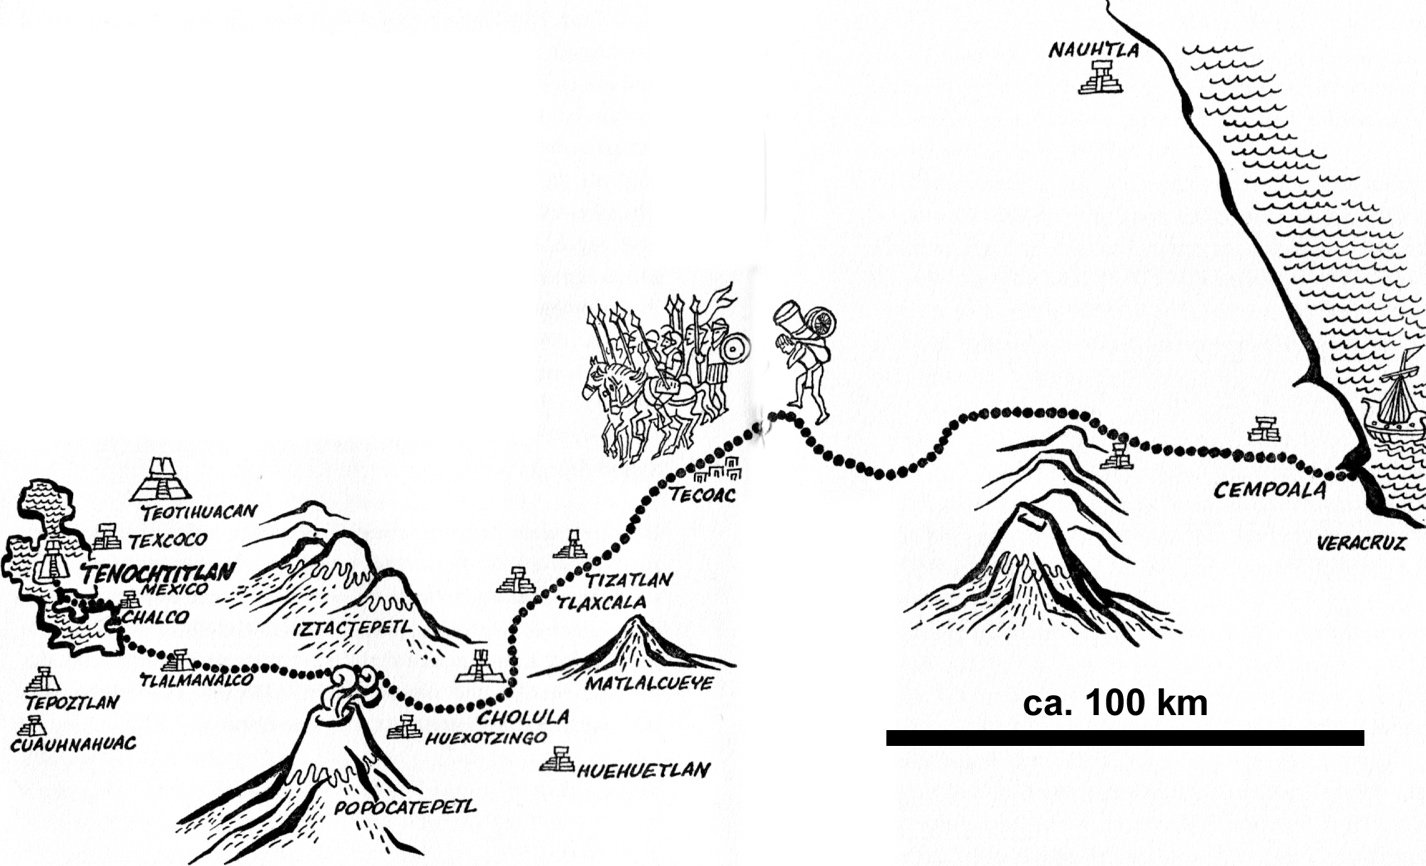 NAUHTLA
TECOAC
CEMPOALA
VERACRUZ
TEOTIHUACAN
TEXCOCO
TENOCHTITLAN
MEXICO
CHALCO
IZTACTEPETL
TIZATLAN
TLAXCALA
MATLALCUEYE
TLALMANALCO
TEPOZTLAN
CUAUHNAHUAC
CHOLULA
HUEXOTZINGO
HUEHUETLAN
POPOCATEPETL
ca. 100 km